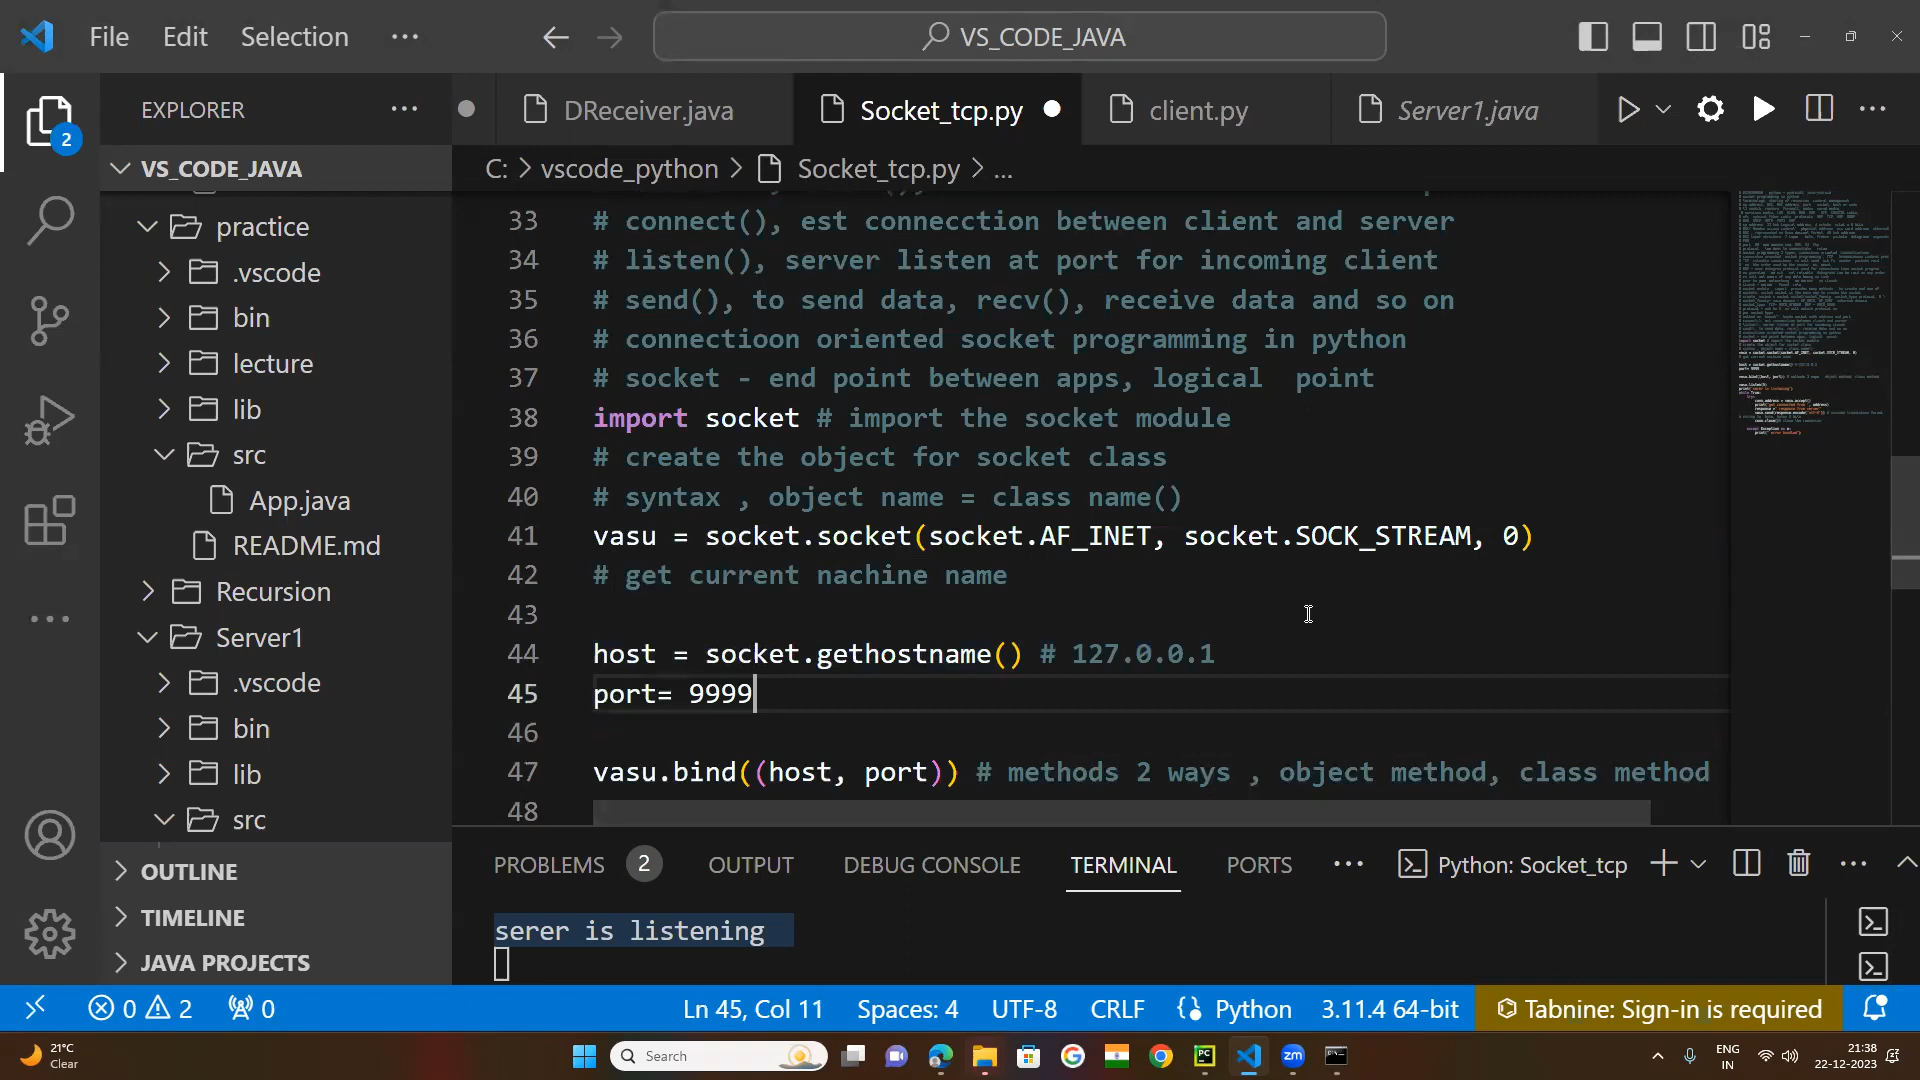 File Edit Selection ··· VS_CODE_JAVA
EXPLORER ···
DReceiver.java Socket_tcp.py client.py Server1.java
2
VS_CODE_JAVA
C: > vscode_python > Socket_tcp.py > ...
practice
.vscode
bin
lecture
lib
src
App.java
README.md
Recursion
Server1
.vscode
bin
lib
src
OUTLINE
TIMELINE
JAVA PROJECTS
33 # connect(), est connecction between client and server
34 # listen(), server listen at port for incoming client
35 # send(), to send data, recv(), receive data and so on
36 # connectioon oriented socket programming in python
37 # socket - end point between apps, logical  point
38 import socket # import the socket module
39 # create the object for socket class
40 # syntax , object name = class name()
41 vasu = socket.socket(socket.AF_INET, socket.SOCK_STREAM, 0)
42 # get current nachine name
43
44 host = socket.gethostname() # 127.0.0.1
45 port= 9999
46
47 vasu.bind((host, port)) # methods 2 ways , object method, class method
48
PROBLEMS 2 OUTPUT DEBUG CONSOLE TERMINAL PORTS ··· Python: Socket_tcp
serer is listening
0 2 0 Ln 45, Col 11 Spaces: 4 UTF-8 CRLF Python 3.11.4 64-bit Tabnine: Sign-in is required
21°C
Clear
Search
PC
zm
ENG
IN
21:38
22-12-2023